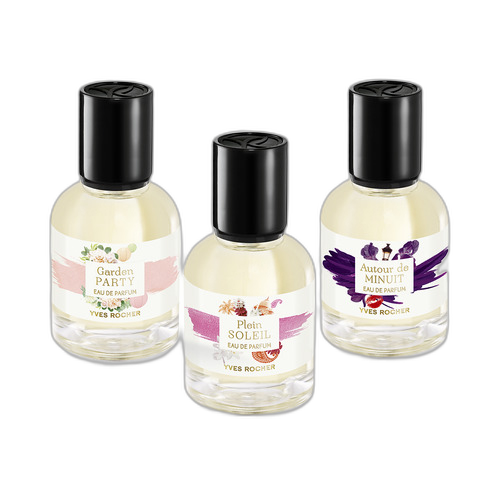 Garden
PARTY
EAU DE PARFUM
YVES ROCHER
Plein
SOLEIL
EAU DE PARFUM
YVES ROCHER
Autour de
MINUIT
EAU DE PARFUM
YVES ROCHER